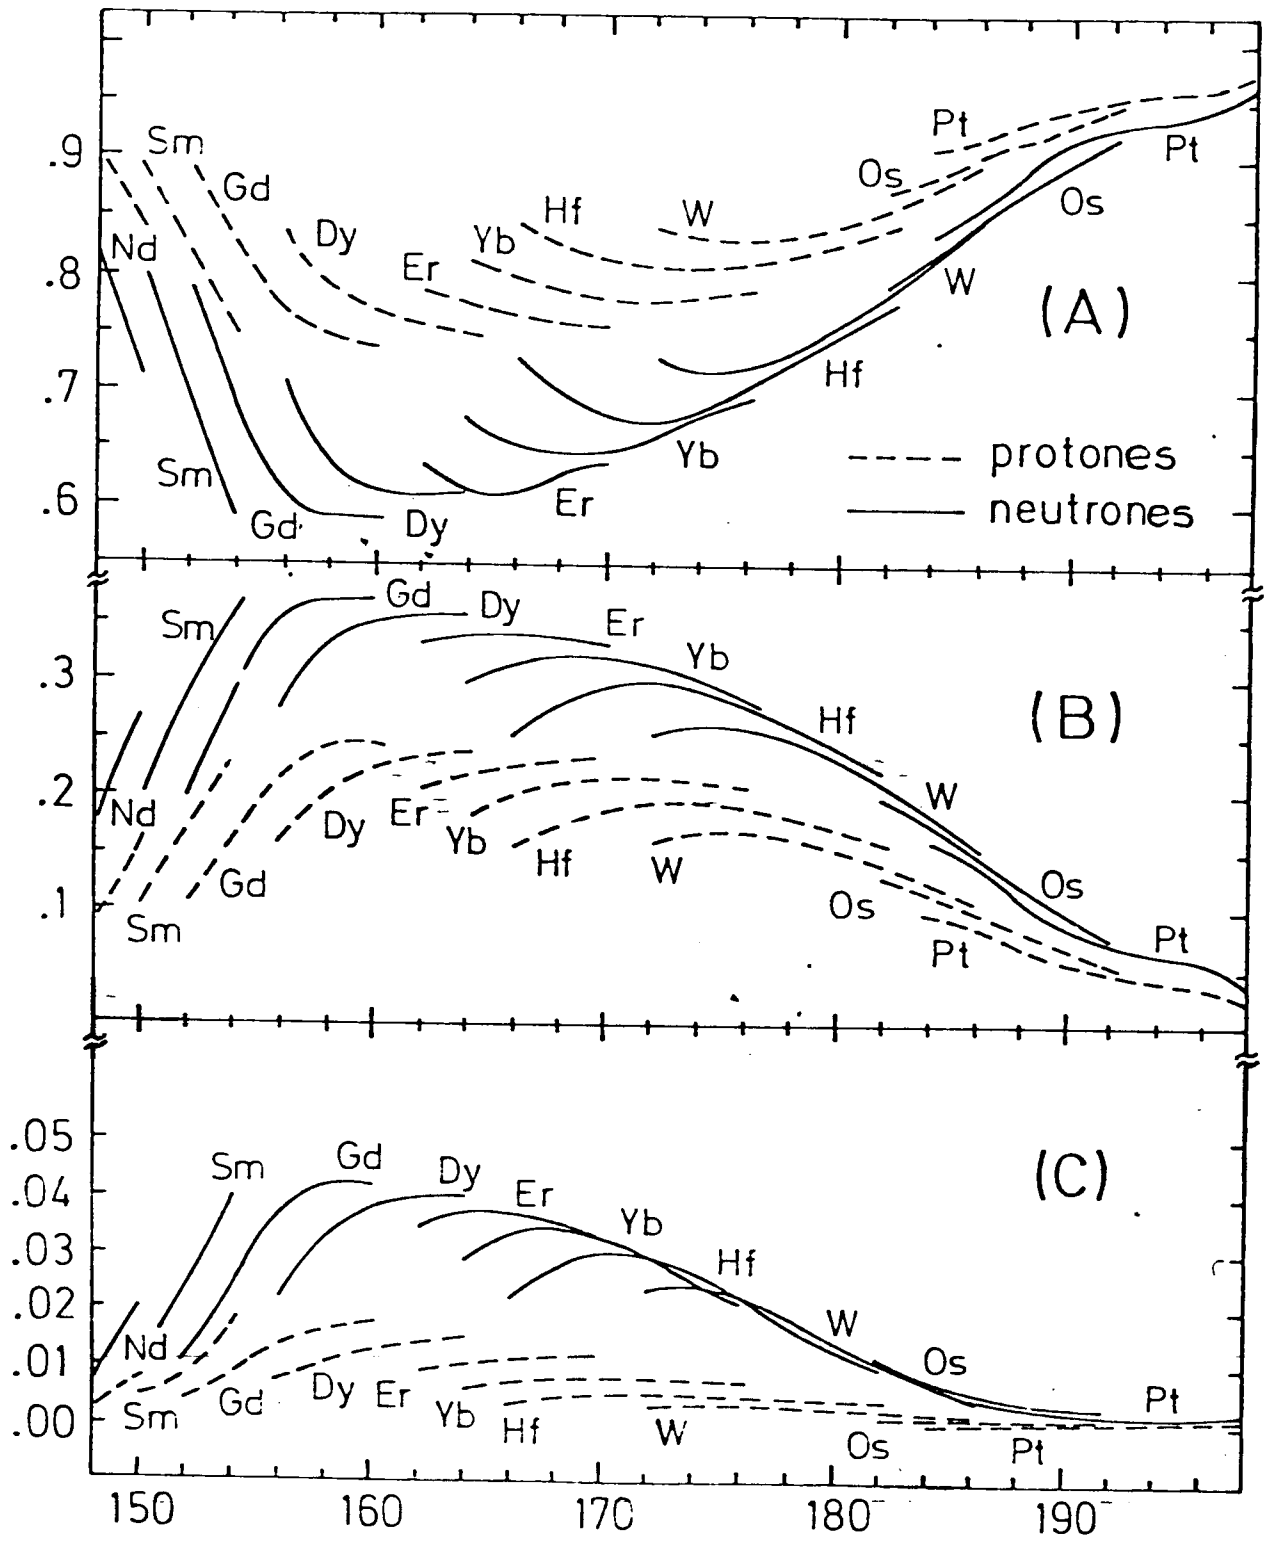 Pt
.9 Sm
Gd Os Pt
Hf W Os
Nd Dy Yb
.8 Er W
(A)
.7 Hf
Sm Yb protones
.6 Gd Dy Er neutrones
Sm Gd Dy Er
.3 Yb
(B)
Hf
.2 Nd Dy Er Yb W
Hf W
.1 Gd Os Os
Sm Pt Pt
.05
Sm Gd Dy (C)
.04 Er
.03 Yb
Hf
.02
Nd W
.01 Os
Dy Er Pt
.00 Sm Gd Yb
Hf W Os Pt
150 160 170 180 190